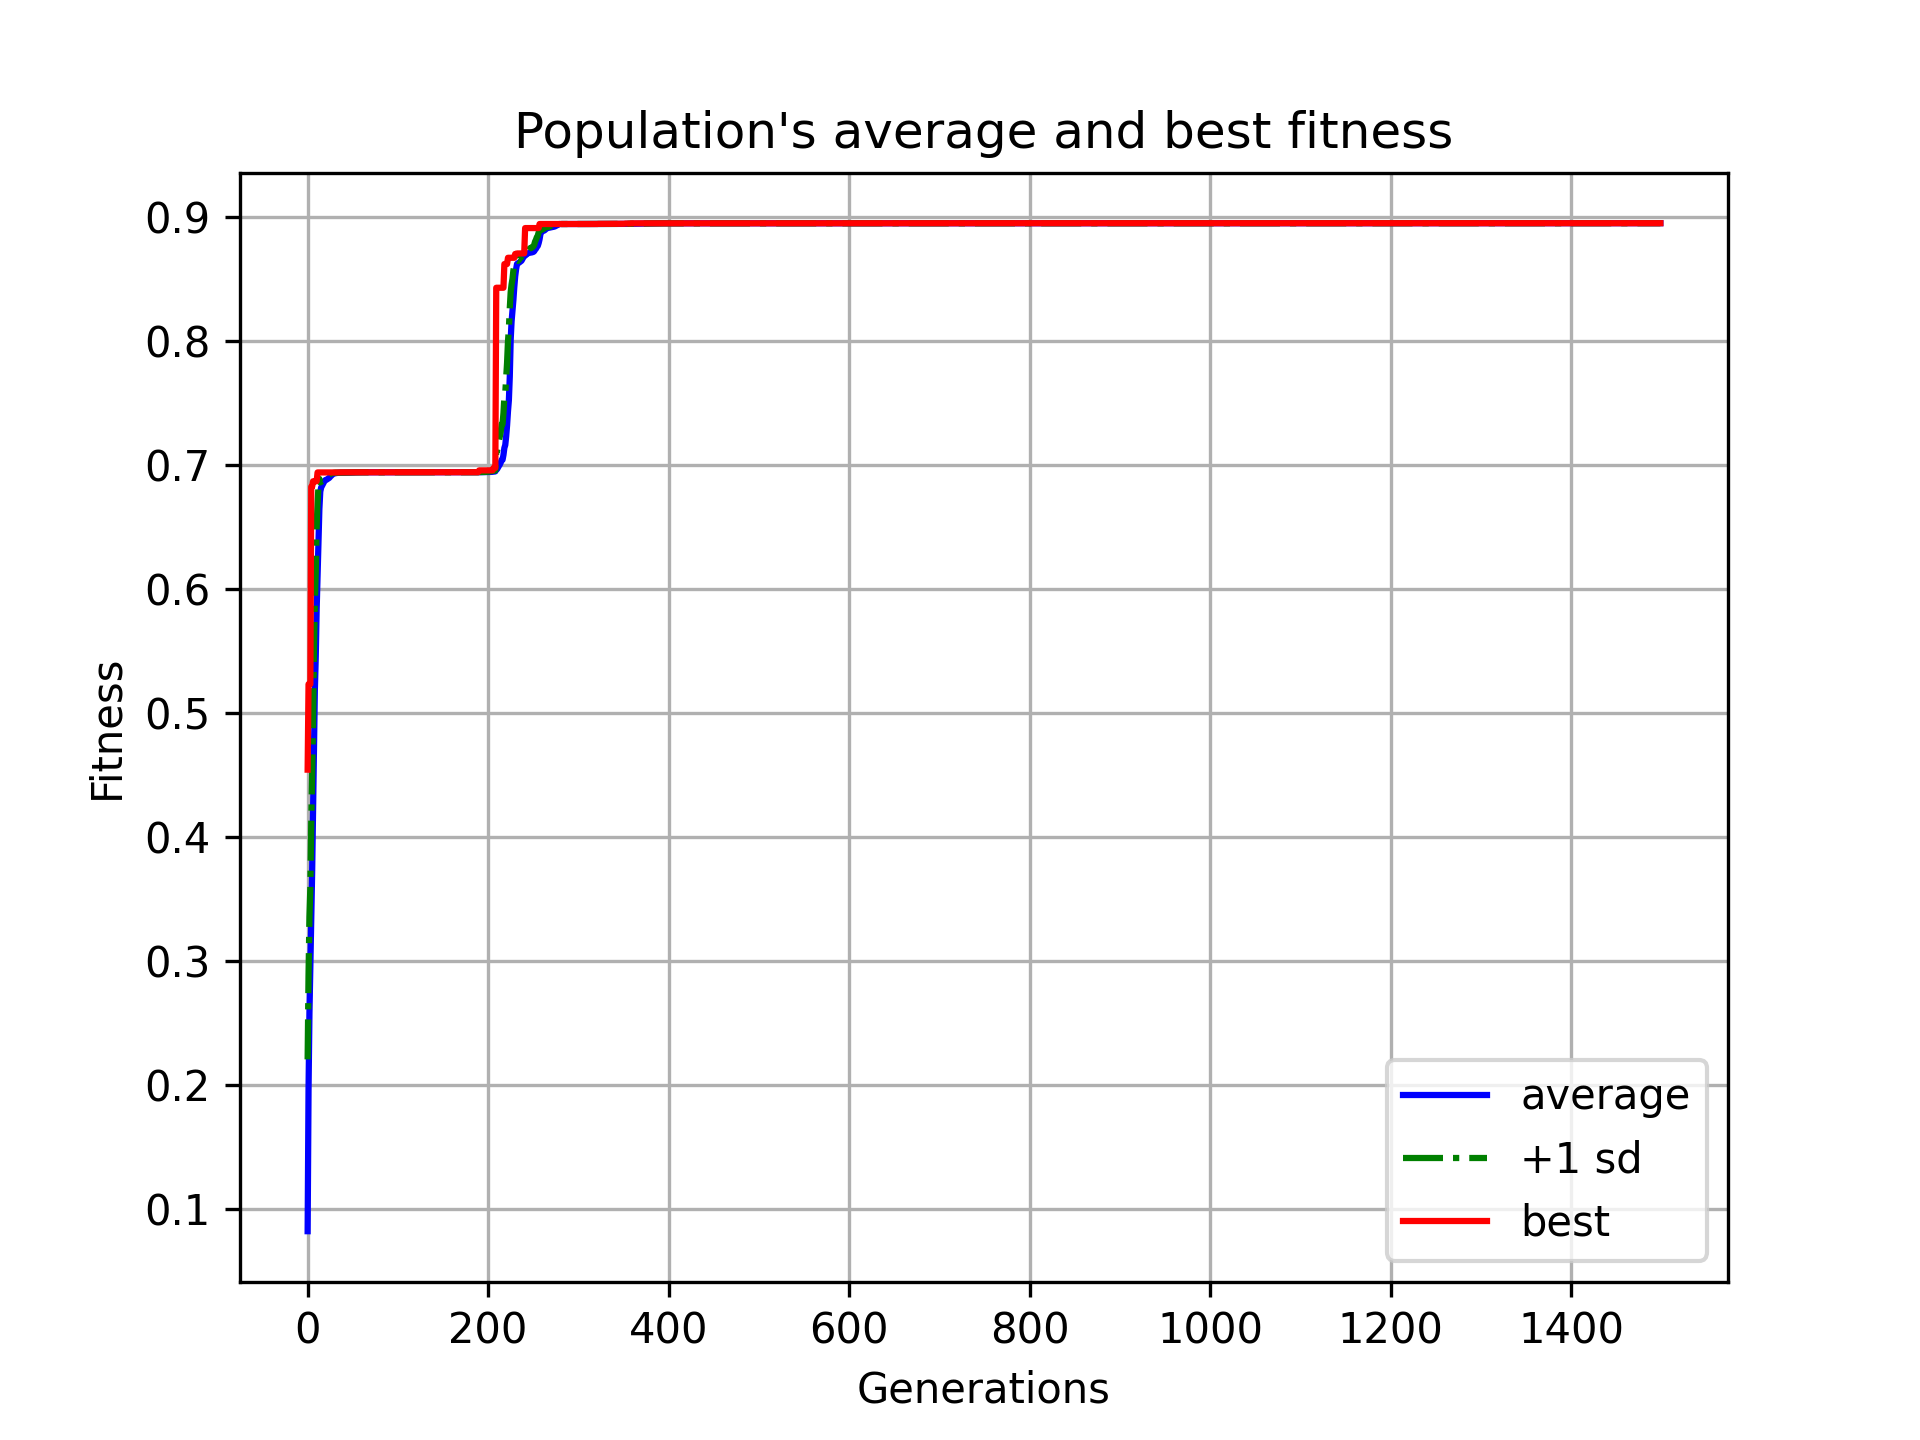 Population's average and best fitness
0.9
0.8
0.7
0.6
0.5
0.4
0.3
0.2
0.1
Fitness
0 200 400 600 800 1000 1200 1400
Generations
average
+1 sd
best